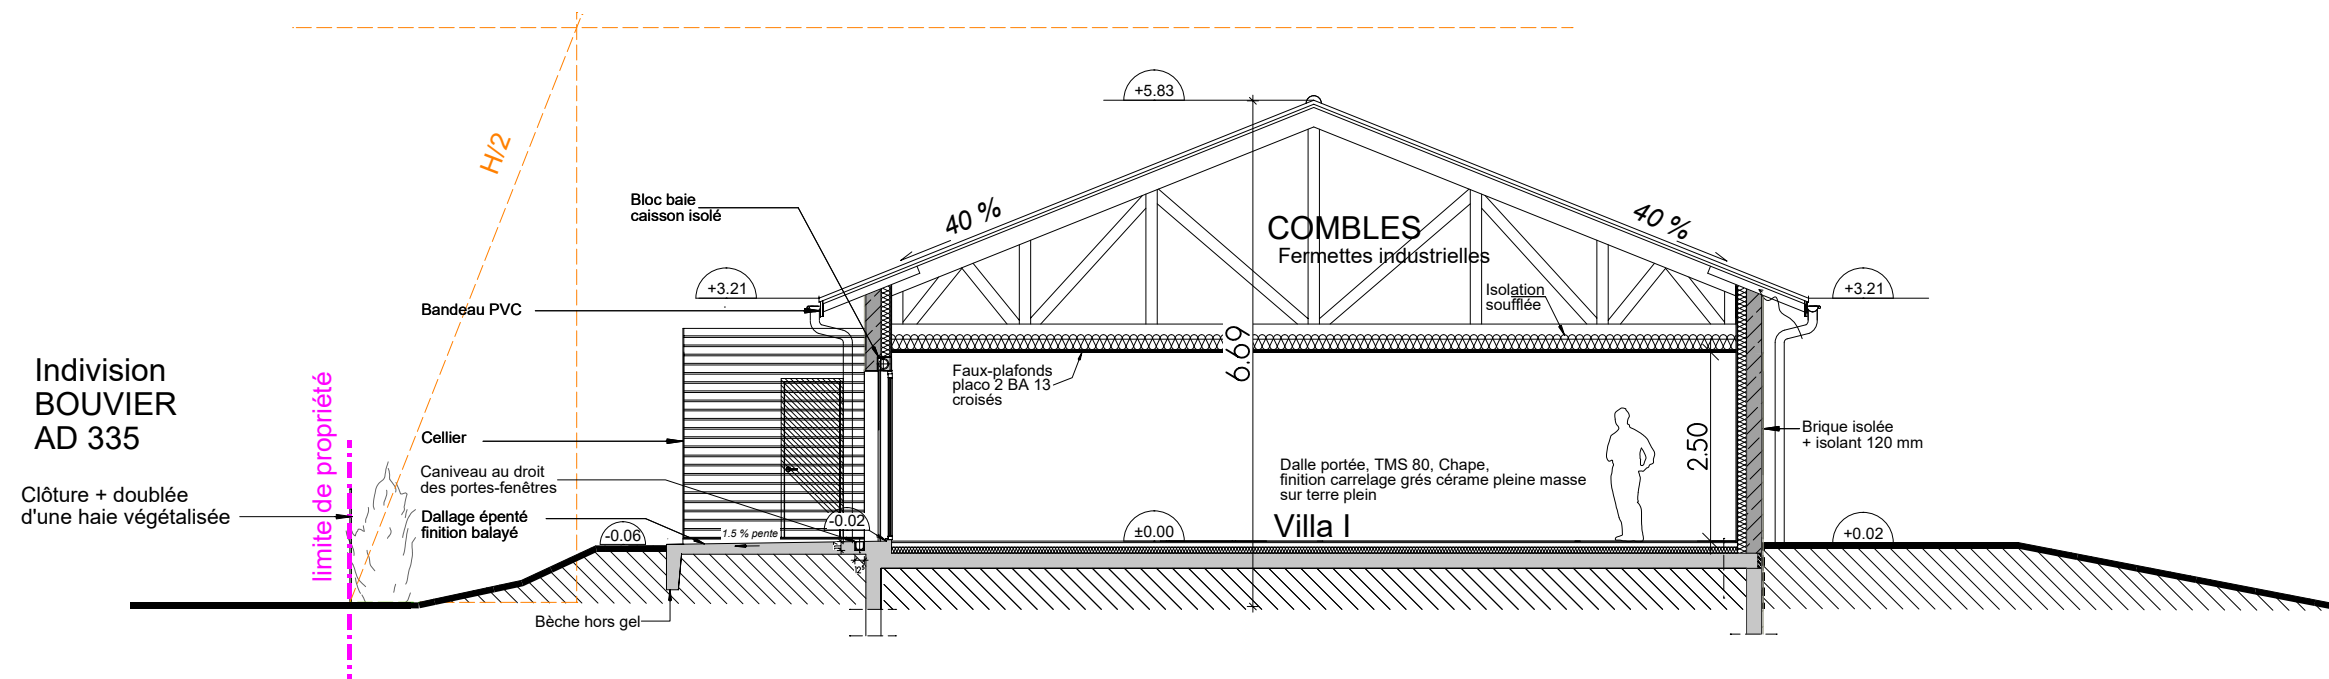 +5.83
H/2
Bloc baie
caisson isolé
40 %
40 %
COMBLES
Fermettes industrielles
+3.21
+3.21
Bandeau PVC
Isolation
soufflée
6.69
Indivision
BOUVIER
AD 335
limite de propriété
Faux-plafonds
placo 2 BA 13
croisés
Cellier
2.50
Brique isolée
+ isolant 120 mm
Caniveau au droit
des portes-fenêtres
Dalle portée, TMS 80, Chape,
finition carrelage grés cérame pleine masse
sur terre plein
Clôture + doublée
d'une haie végétalisée
Dallage épenté
finition balayé
-0.06
1.5 % pente
-0.02
±0.00
Villa I
+0.02
Bèche hors gel